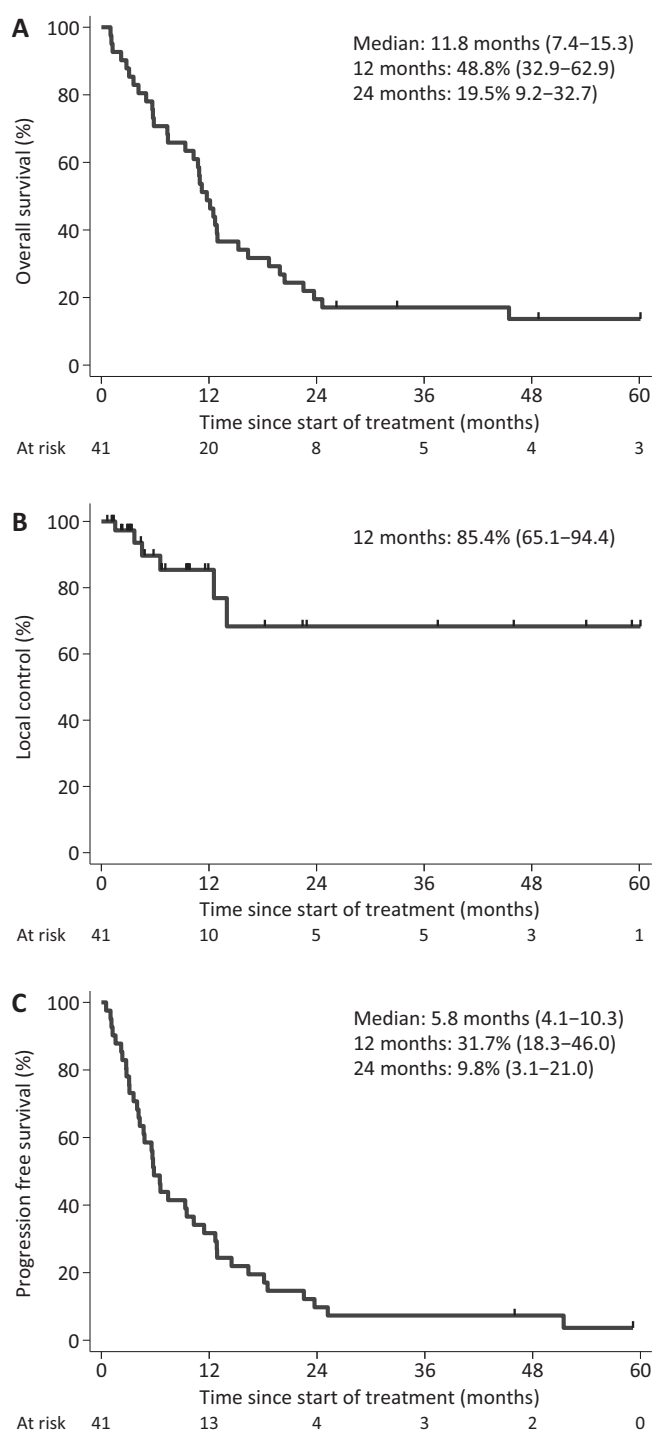 A
Median: 11.8 months (7.4–15.3)
12 months: 48.8% (32.9–62.9)
24 months: 19.5% 9.2–32.7)
Overall survival (%)
100
80
60
40
20
0
0 12 24 36 48 60
Time since start of treatment (months)
At risk 41 20 8 5 4 3
B
12 months: 85.4% (65.1–94.4)
Local control (%)
100
80
60
40
20
0
0 12 24 36 48 60
Time since start of treatment (months)
At risk 41 10 5 5 3 1
C
Median: 5.8 months (4.1–10.3)
12 months: 31.7% (18.3–46.0)
24 months: 9.8% (3.1–21.0)
Progression free survival (%)
100
80
60
40
20
0
0 12 24 36 48 60
Time since start of treatment (months)
At risk 41 13 4 3 2 0